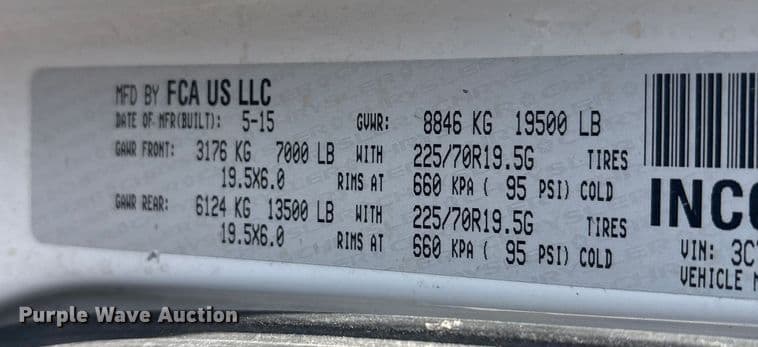 MFD BY FCA US LLC
DATE OF MFR(BUILT): 5-15 GVWR: 8846 KG 19500 LB
GAWR FRONT: 3176 KG 7000 LB WITH 225/70R19.5G TIRES
19.5X6.0 RIMS AT 660 KPA ( 95 PSI) COLD
GAWR REAR: 6124 KG 13500 LB WITH 225/70R19.5G TIRES
19.5X6.0 RIMS AT 660 KPA ( 95 PSI) COLD
INC
VIN: 3C
VEHICLE
Purple Wave Auction